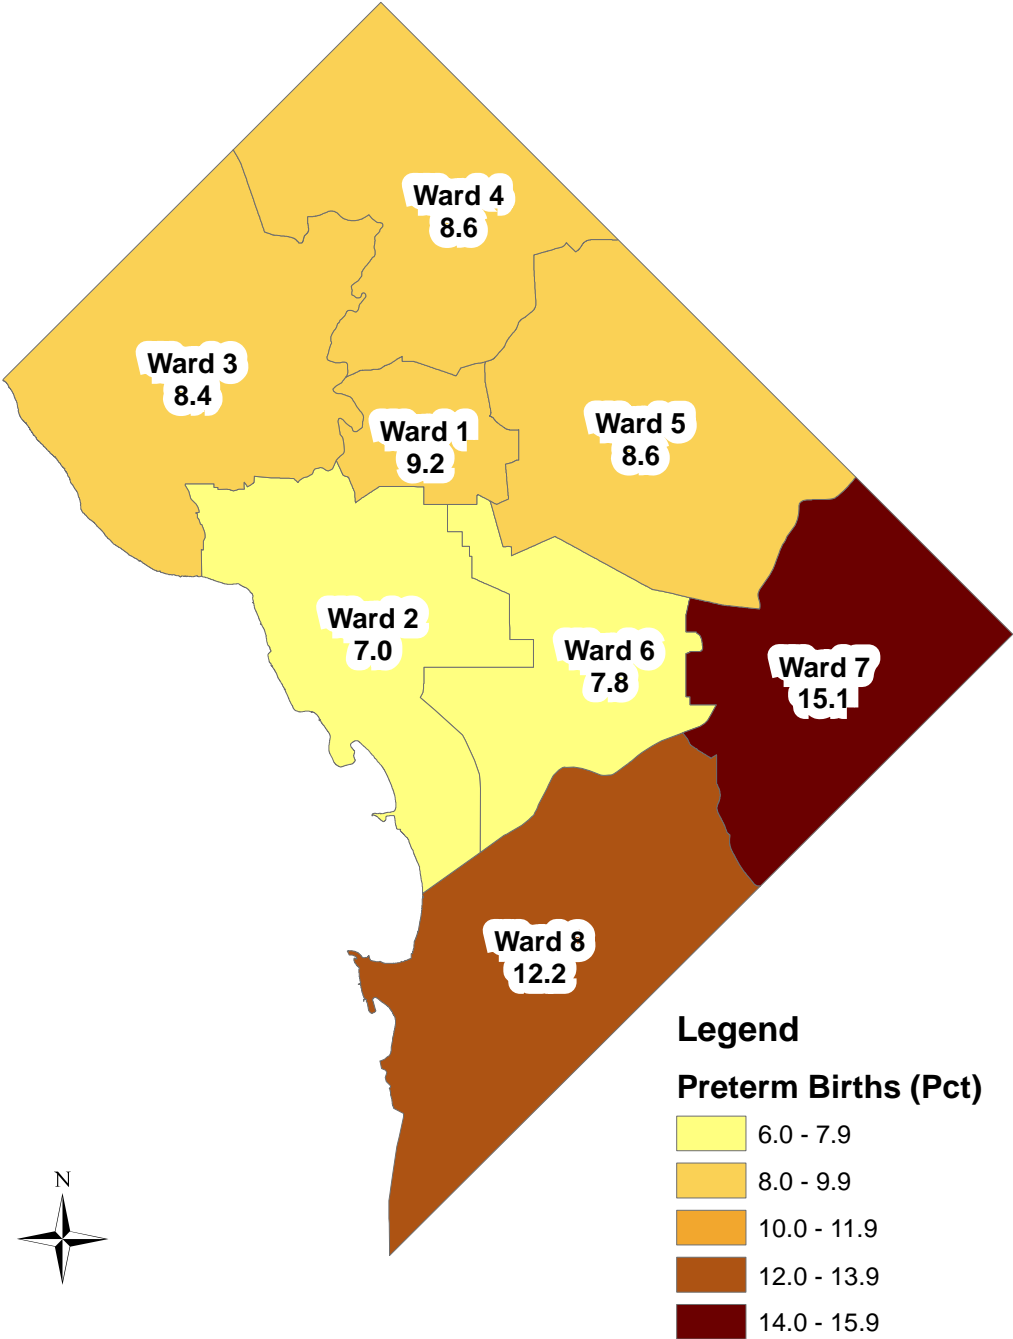 Ward 4
8.6
Ward 3
8.4
Ward 1
9.2
Ward 5
8.6
Ward 2
7.0
Ward 6
7.8
Ward 7
15.1
Ward 8
12.2
Legend
Preterm Births (Pct)
6.0 - 7.9
8.0 - 9.9
10.0 - 11.9
12.0 - 13.9
14.0 - 15.9
N